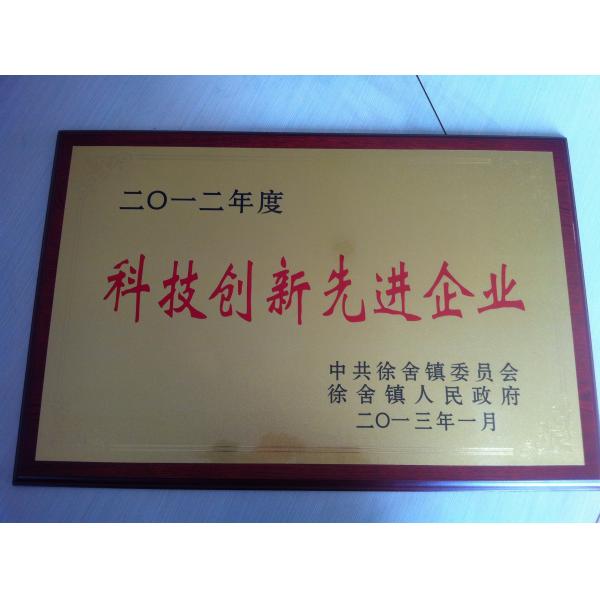 二〇一二年度
科技创新先进企业
中共徐舍镇委员会
徐舍镇人民政府
二〇一三年一月